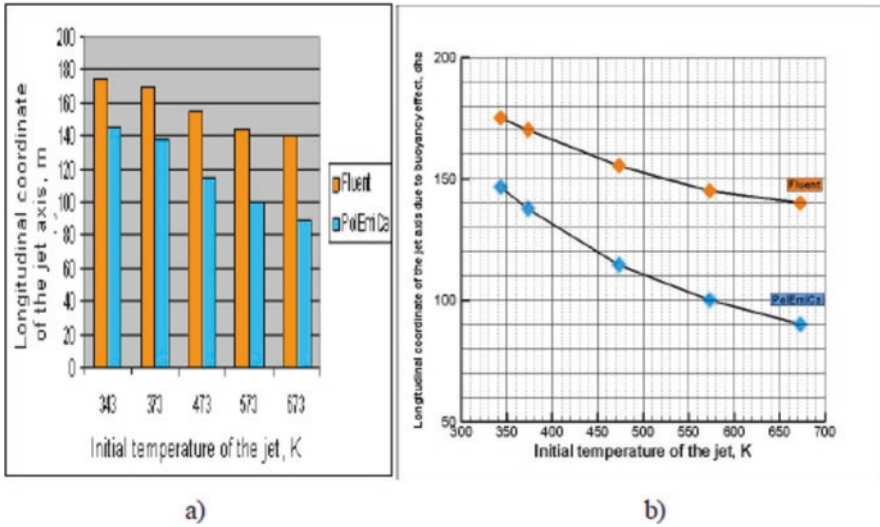 200
180
160
140
120
100
80
60
40
20
0
Longitudinal coordinate
of the jet axis, m
343 373 473 573 673
Initial temperature of the jet, K
Fluent
PolEmiCa
a)
Longitudinal coordinate of the jet axis due to buoyancy effect, dha
200
150
100
50
300 350 400 450 500 550 600 650 700
Initial temperature of the jet, K
Fluent
PolEmiCa
b)